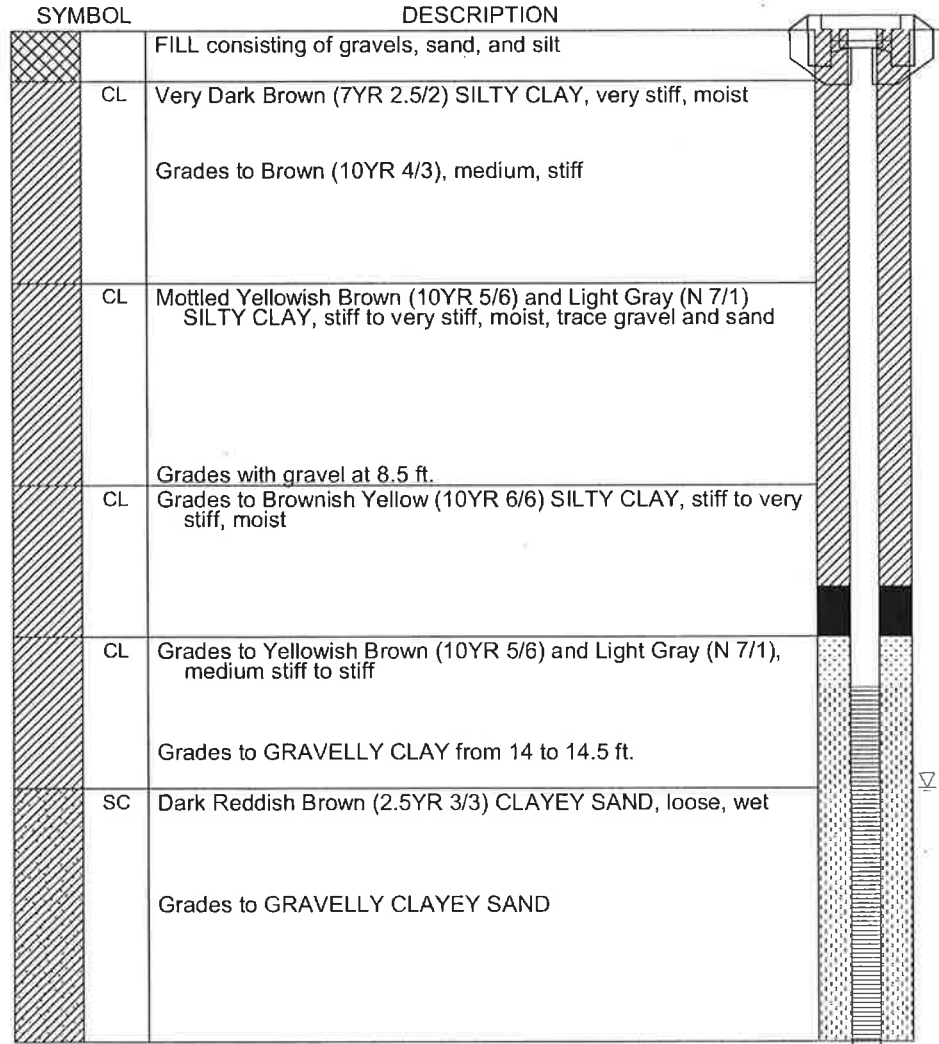 SYMBOL DESCRIPTION
FILL consisting of gravels, sand, and silt
CL Very Dark Brown (7YR 2.5/2) SILTY CLAY, very stiff, moist
Grades to Brown (10YR 4/3), medium, stiff
CL Mottled Yellowish Brown (10YR 5/6) and Light Gray (N 7/1)
SILTY CLAY, stiff to very stiff, moist, trace gravel and sand
Grades with gravel at 8.5 ft.
CL Grades to Brownish Yellow (10YR 6/6) SILTY CLAY, stiff to very
stiff, moist
CL Grades to Yellowish Brown (10YR 5/6) and Light Gray (N 7/1),
medium stiff to stiff
Grades to GRAVELLY CLAY from 14 to 14.5 ft.
SC Dark Reddish Brown (2.5YR 3/3) CLAYEY SAND, loose, wet
Grades to GRAVELLY CLAYEY SAND